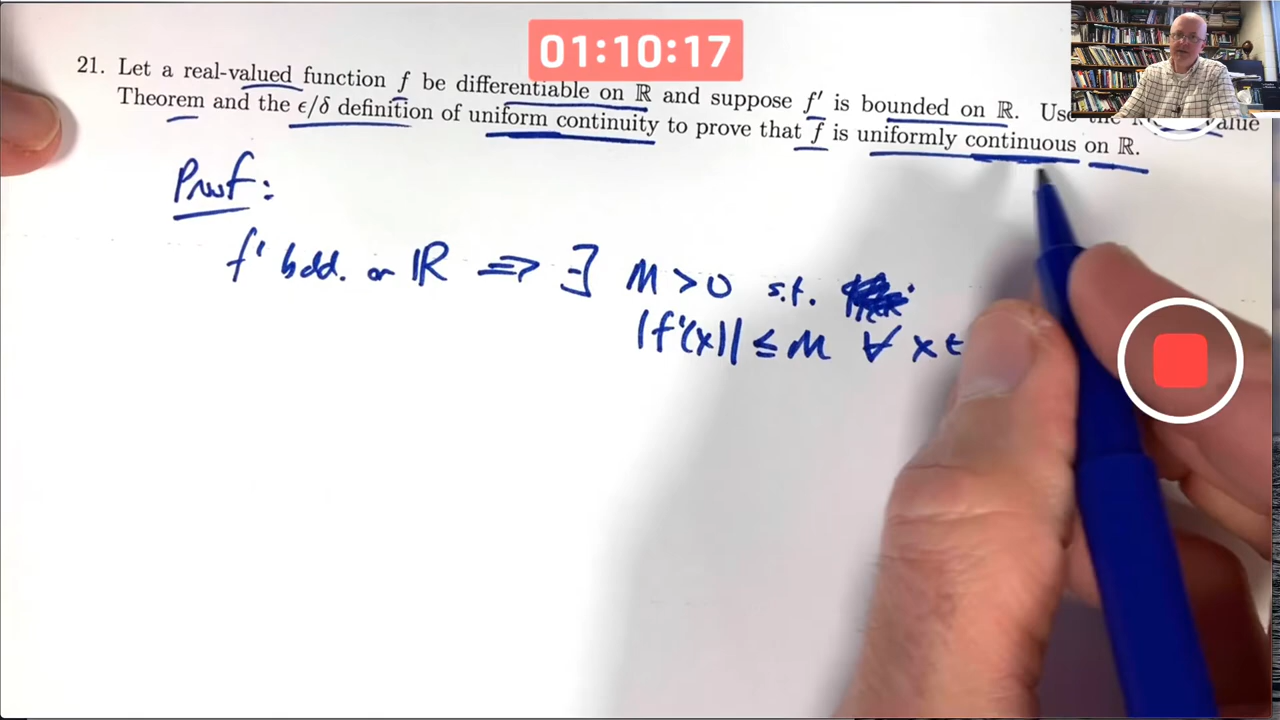 01:10:17
21. Let a real-valued function f be differentiable on ℝ and suppose f′ is bounded on ℝ. Use
Theorem and the ϵ/δ definition of uniform continuity to prove that f is uniformly continuous on ℝ.
Proof:
f' bdd. on ℝ ⇒ ∃ M > 0 s.t.
|f'(x)| ≤ M ∀ x ϵ